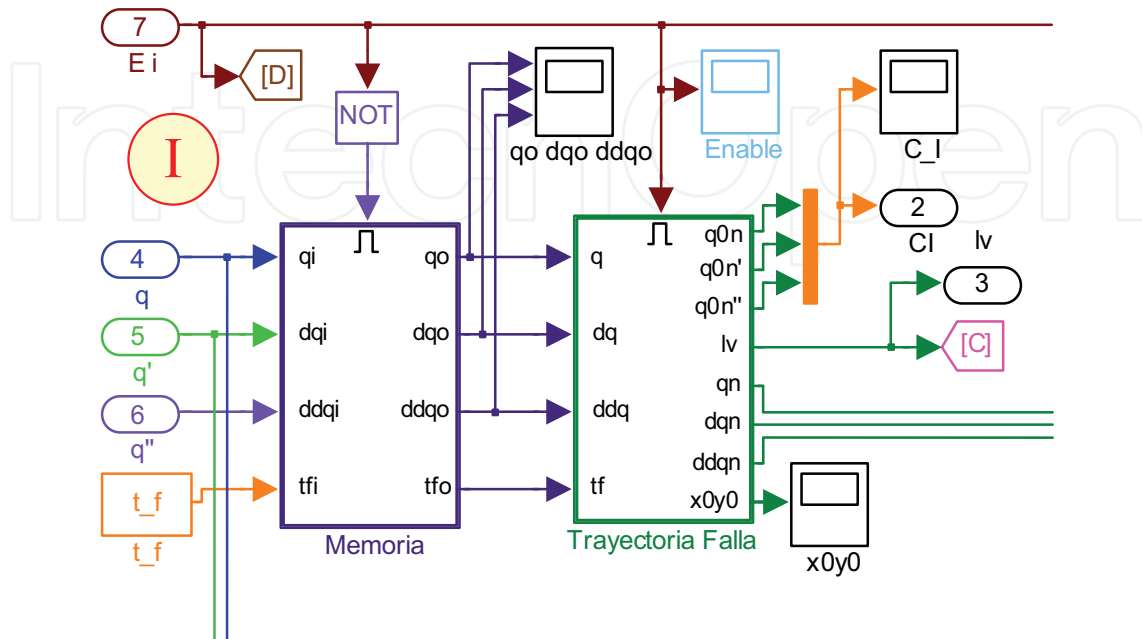 7
E i
[D]
NOT
I
qo dqo ddqo
Enable
C_I
2
CI
lv
3
[C]
4
q
5
q'
6
q''
t_f
t_f
qi
dqi
ddqi
tfi
qo
dqo
ddqo
tfo
Memoria
q
dq
ddq
tf
q0n
q0n'
q0n''
lv
qn
dqn
ddqn
x0y0
Trayectoria Falla
x0y0
IntechOpen